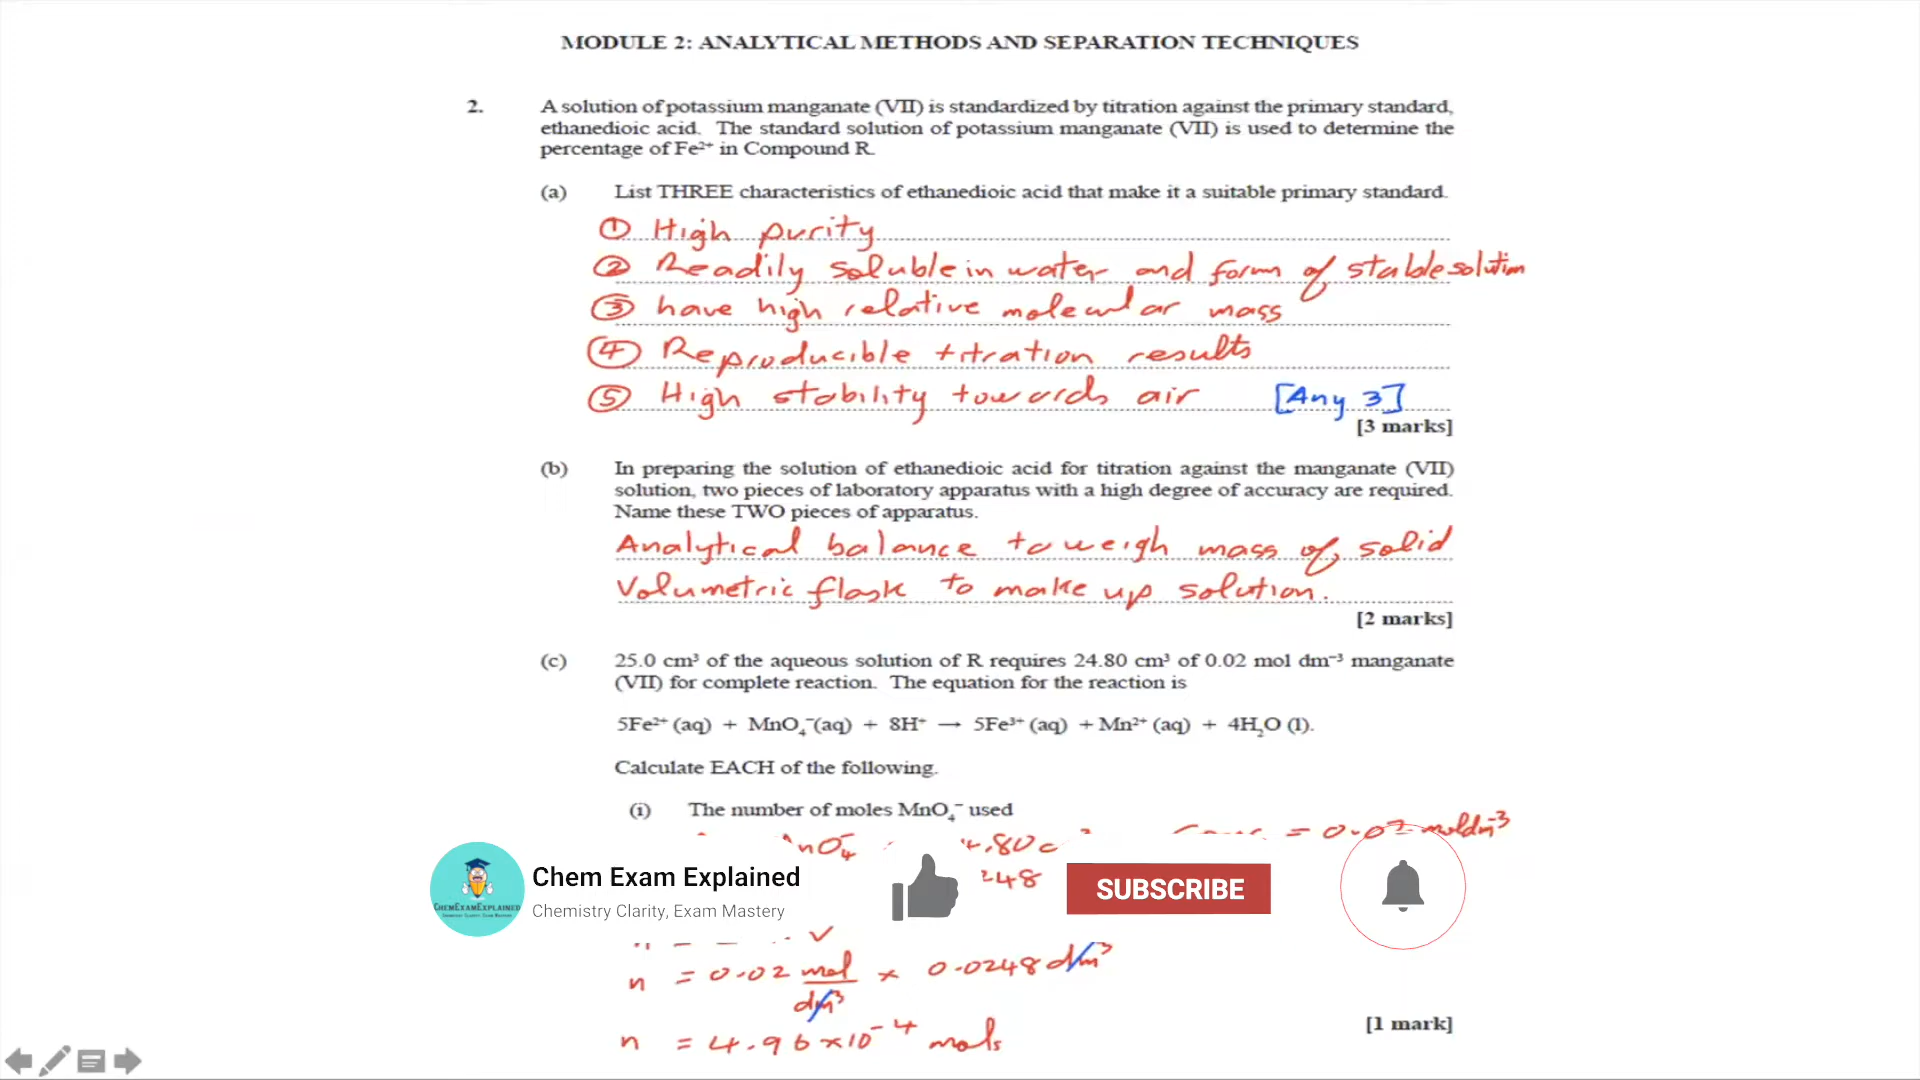 MODULE 2: ANALYTICAL METHODS AND SEPARATION TECHNIQUES
2. A solution of potassium manganate (VII) is standardized by titration against the primary standard,
ethanedioic acid. The standard solution of potassium manganate (VII) is used to determine the
percentage of Fe²⁺ in Compound R.
(a) List THREE characteristics of ethanedioic acid that make it a suitable primary standard.
① High purity
② Readily soluble in water and form of stable solution
③ have high relative molecular mass
④ Reproducible titration results
⑤ High stability towards air [Any 3]
[3 marks]
(b) In preparing the solution of ethanedioic acid for titration against the manganate (VII)
solution, two pieces of laboratory apparatus with a high degree of accuracy are required.
Name these TWO pieces of apparatus.
Analytical balance to weigh mass of solid
Volumetric flask to make up solution.
[2 marks]
(c) 25.0 cm³ of the aqueous solution of R requires 24.80 cm³ of 0.02 mol dm⁻³ manganate
(VII) for complete reaction. The equation for the reaction is
5Fe²⁺ (aq) + MnO₄⁻(aq) + 8H⁺ → 5Fe³⁺ (aq) + Mn²⁺ (aq) + 4H₂O (l).
Calculate EACH of the following.
(i) The number of moles MnO₄⁻ used
= 0.02 moldm⁻³
Chem Exam Explained
Chemistry Clarity, Exam Mastery
CHEMEXAMEXPLAINED
SUBSCRIBE
n = 0.02 mol/dm³ × 0.0248 dm³
n = 4.96 × 10⁻⁴ mols
[1 mark]